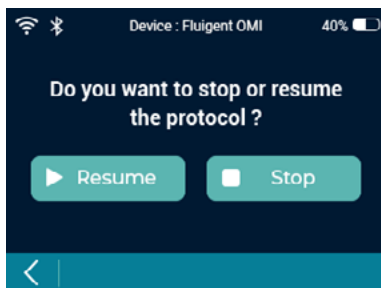 Device : Fluigent OMI 40%
Do you want to stop or resume
the protocol ?
Resume Stop